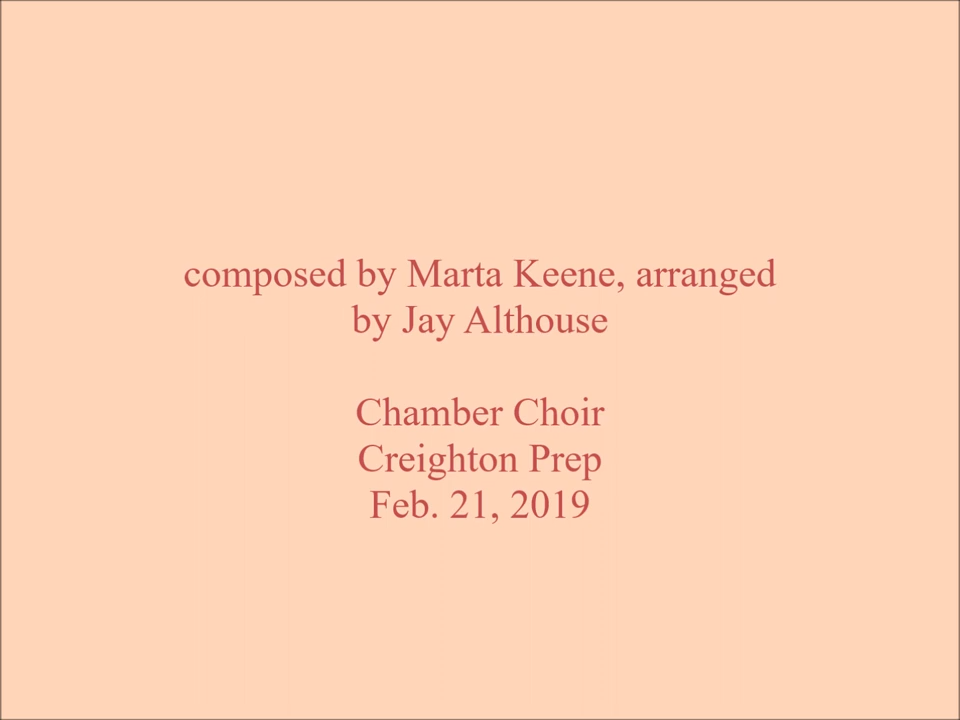 composed by Marta Keene, arranged
by Jay Althouse
Chamber Choir
Creighton Prep
Feb. 21, 2019